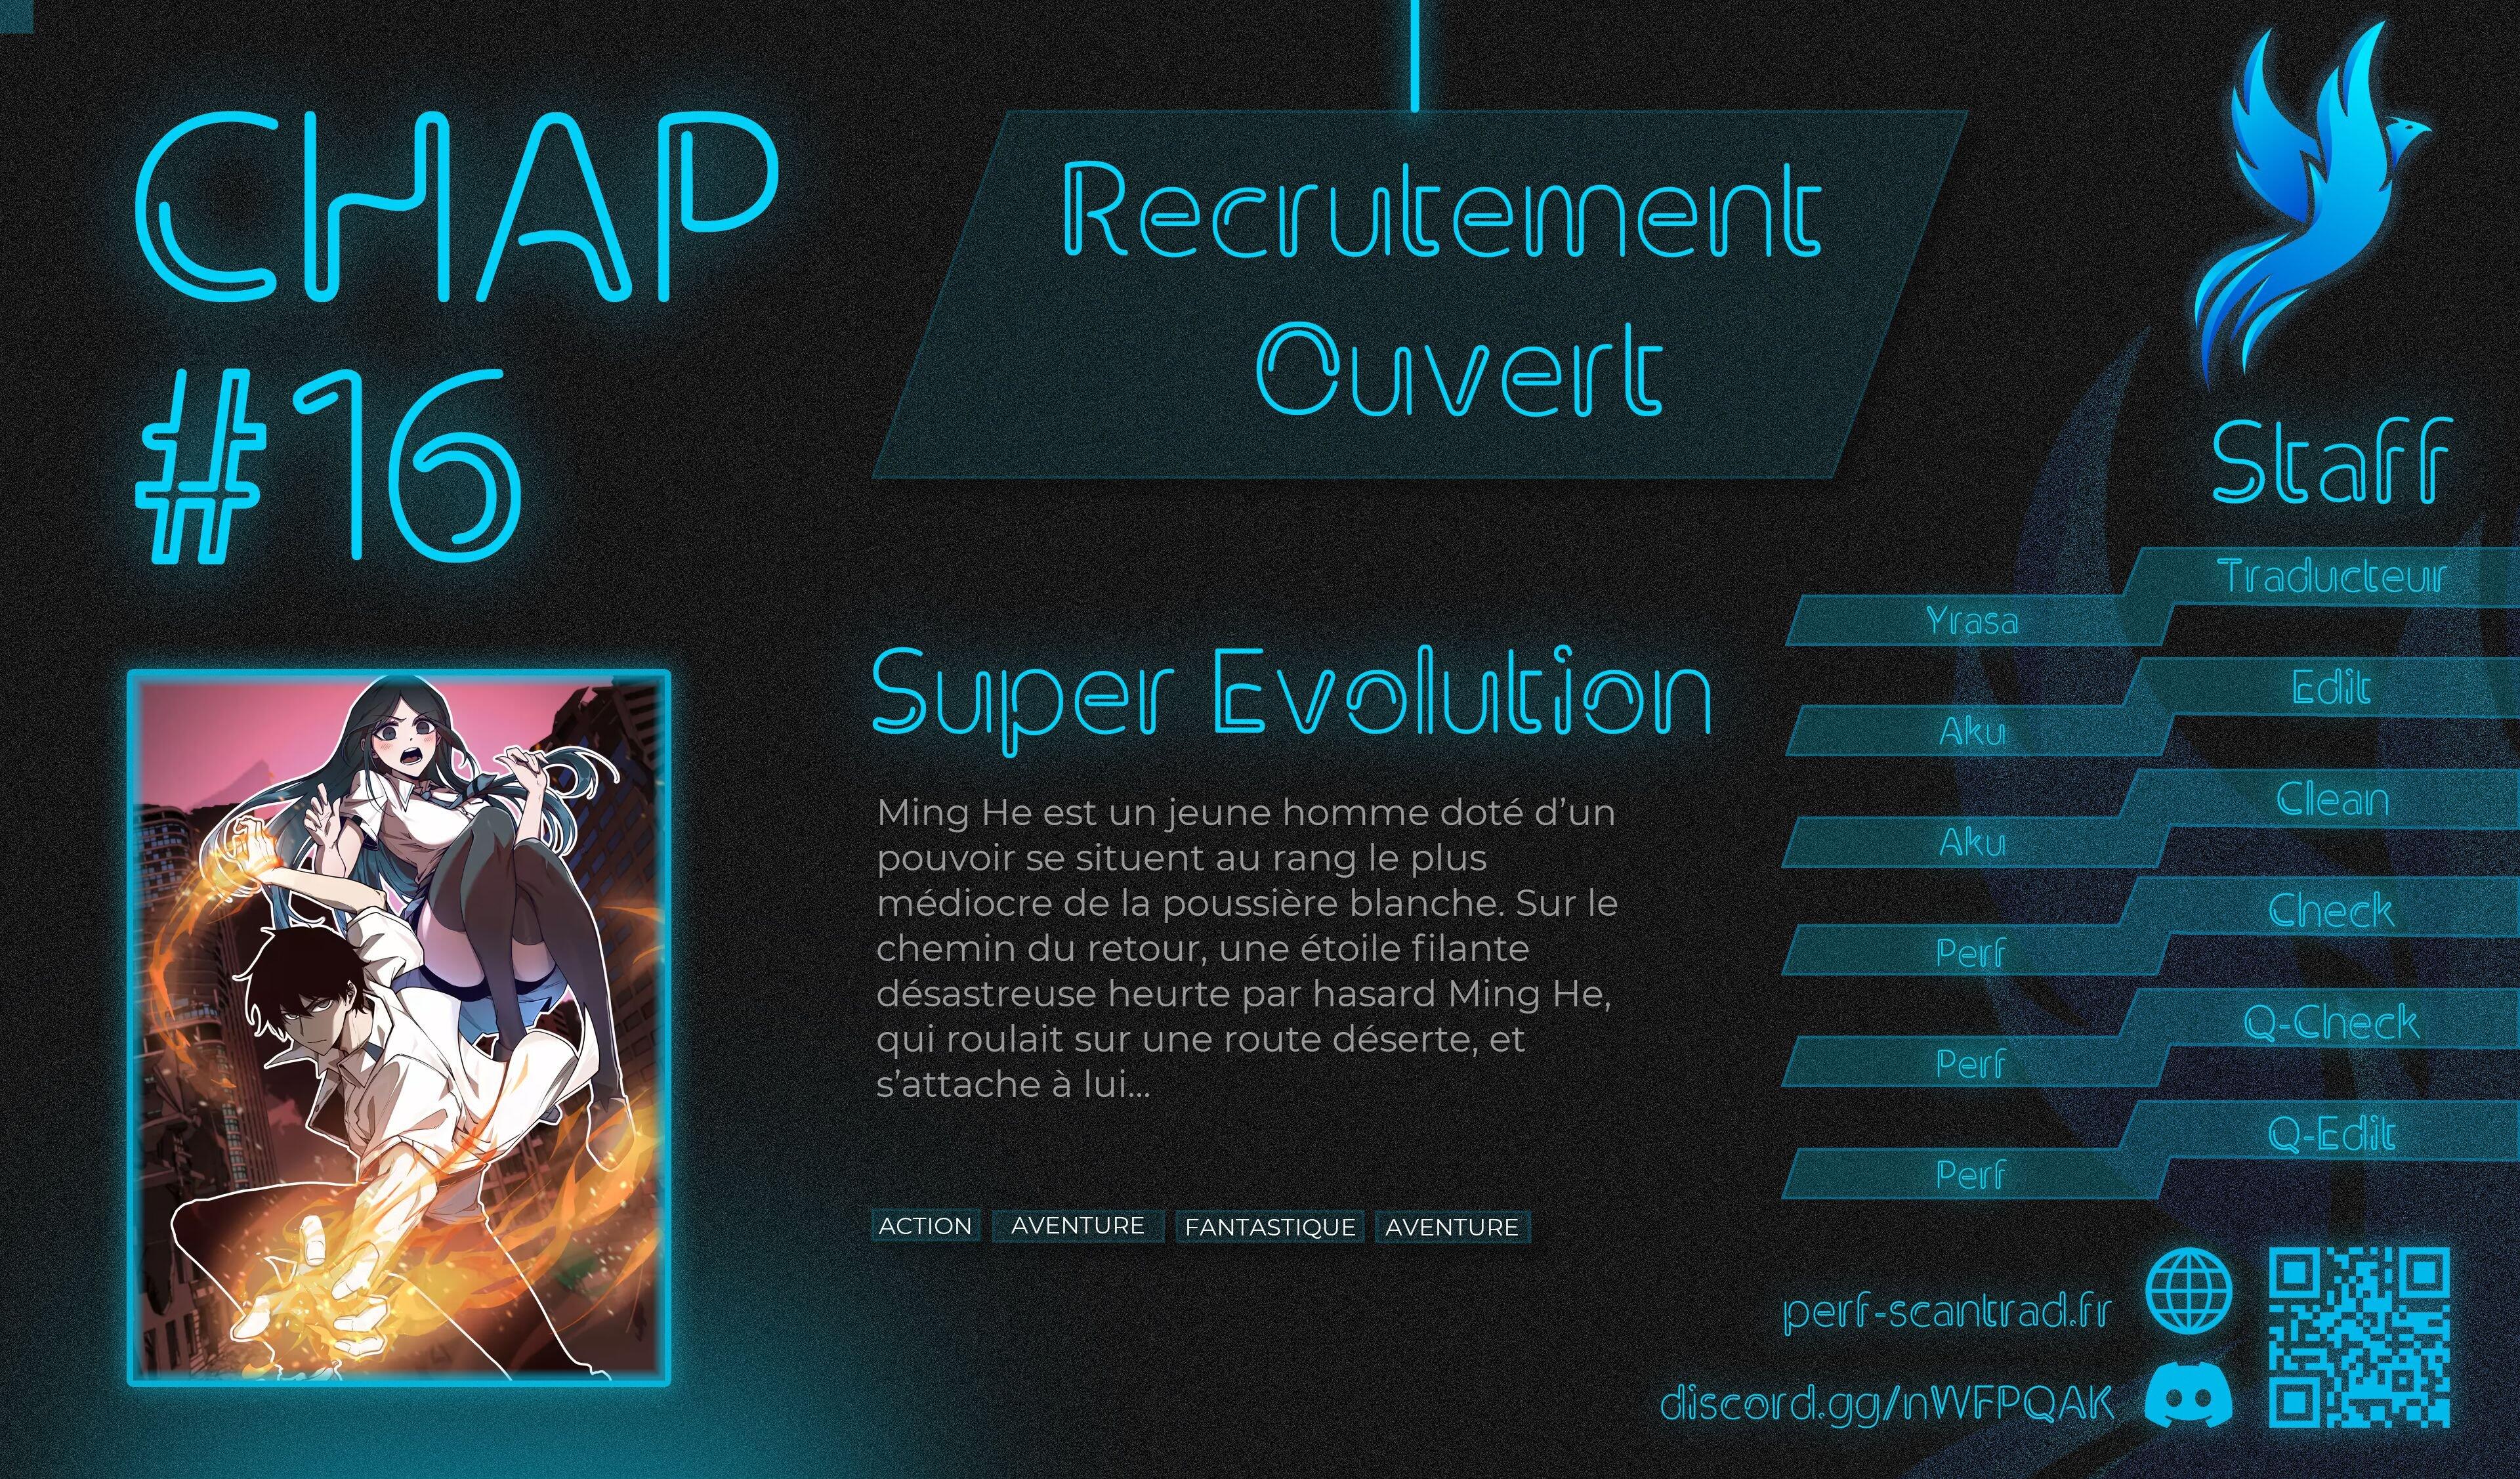 CHAP
#16
Recrutement
Ouvert
Super Evolution
Ming He est un jeune homme doté d’un
pouvoir se situent au rang le plus
médiocre de la poussière blanche. Sur le
chemin du retour, une étoile filante
désastreuse heurte par hasard Ming He,
qui roulait sur une route déserte, et
s’attache à lui...
ACTION AVENTURE FANTASTIQUE AVENTURE
Staff
Traducteur
Yrasa
Edit
Aku
Clean
Aku
Check
Perf
Q-Check
Perf
Q-Edit
Perf
perf-scantrad.fr
discord.gg/nWFPQAK